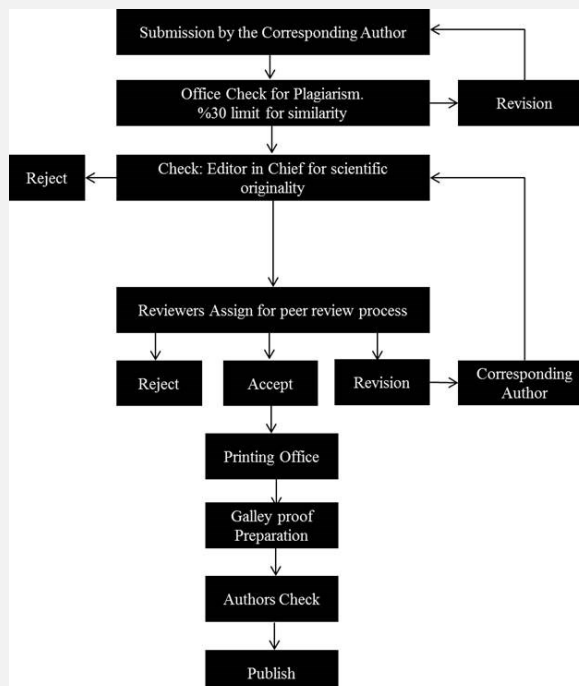 Submission by the Corresponding Author
Office Check for Plagiarism.
%30 limit for similarity
Revision
Reject
Check: Editor in Chief for scientific
originality
Reviewers Assign for peer review process
Reject
Accept
Revision
Corresponding
Author
Printing Office
Galley proof
Preparation
Authors Check
Publish